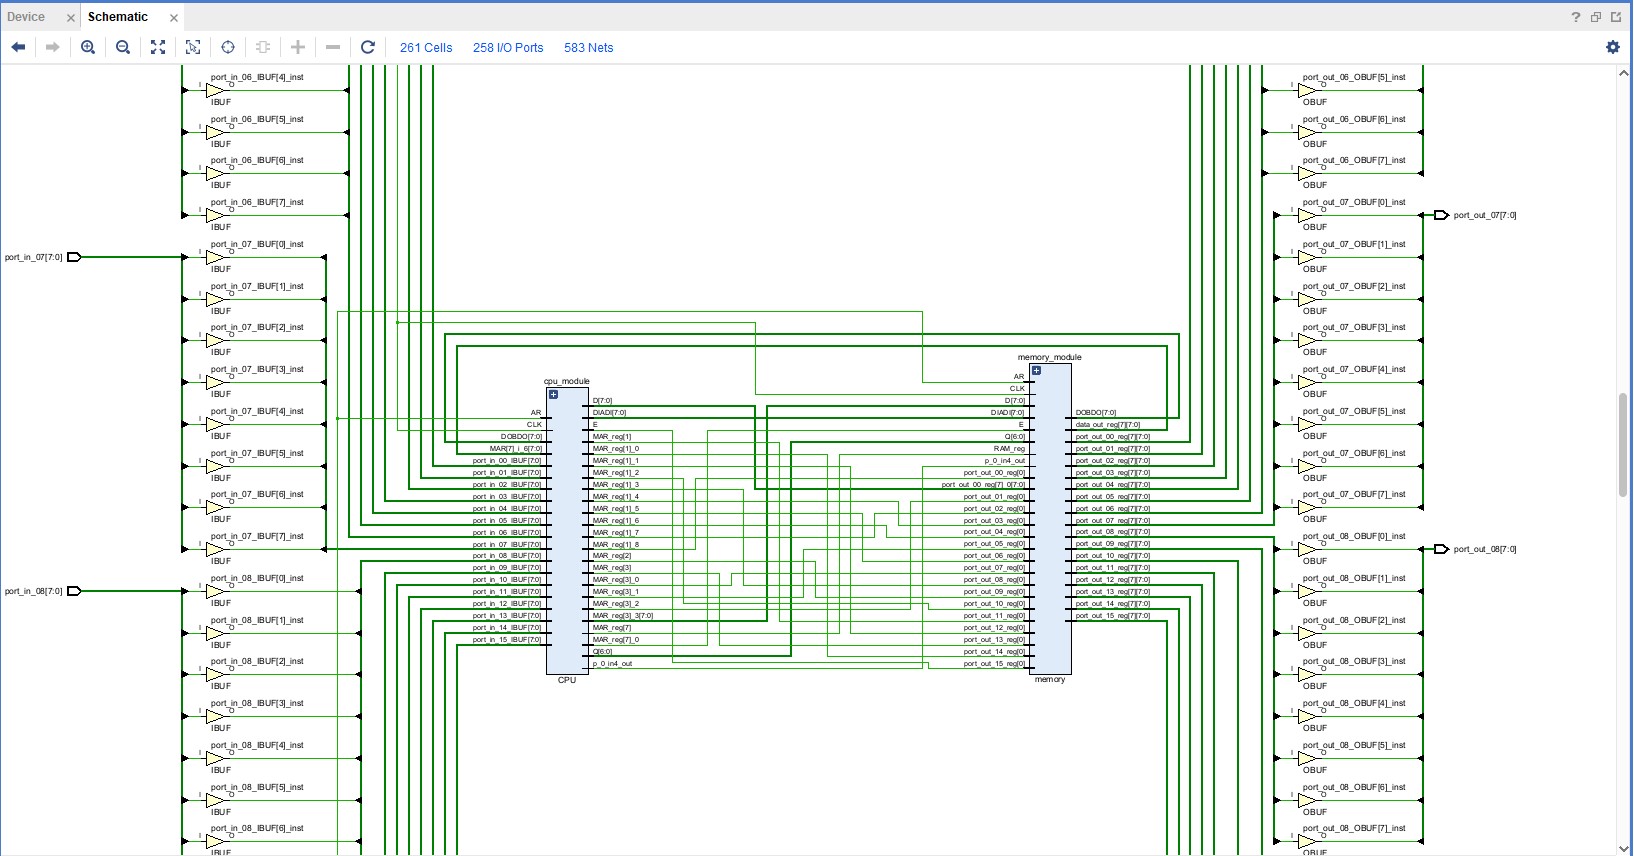 Device
Schematic
261 Cells
258 I/O Ports
583 Nets
port_in_06_IBUF[4]_inst
I
O
IBUF
port_in_06_IBUF[5]_inst
I
O
IBUF
port_in_06_IBUF[6]_inst
I
O
IBUF
port_in_06_IBUF[7]_inst
I
O
IBUF
port_in_07[7:0]
port_in_07_IBUF[0]_inst
I
O
IBUF
port_in_07_IBUF[1]_inst
I
O
IBUF
port_in_07_IBUF[2]_inst
I
O
IBUF
port_in_07_IBUF[3]_inst
I
O
IBUF
port_in_07_IBUF[4]_inst
I
O
IBUF
port_in_07_IBUF[5]_inst
I
O
IBUF
port_in_07_IBUF[6]_inst
I
O
IBUF
port_in_07_IBUF[7]_inst
I
O
IBUF
port_in_08[7:0]
port_in_08_IBUF[0]_inst
I
O
IBUF
port_in_08_IBUF[1]_inst
I
O
IBUF
port_in_08_IBUF[2]_inst
I
O
IBUF
port_in_08_IBUF[3]_inst
I
O
IBUF
port_in_08_IBUF[4]_inst
I
O
IBUF
port_in_08_IBUF[5]_inst
I
O
IBUF
port_in_08_IBUF[6]_inst
I
O
IBUF
cpu_module
AR
CLK
DOBDO[7:0]
MAR[7]_i_6[7:0]
port_in_00_IBUF[7:0]
port_in_01_IBUF[7:0]
port_in_02_IBUF[7:0]
port_in_03_IBUF[7:0]
port_in_04_IBUF[7:0]
port_in_05_IBUF[7:0]
port_in_06_IBUF[7:0]
port_in_07_IBUF[7:0]
port_in_08_IBUF[7:0]
port_in_09_IBUF[7:0]
port_in_10_IBUF[7:0]
port_in_11_IBUF[7:0]
port_in_12_IBUF[7:0]
port_in_13_IBUF[7:0]
port_in_14_IBUF[7:0]
port_in_15_IBUF[7:0]
D[7:0]
DIADI[7:0]
E
MAR_reg[1]
MAR_reg[1]_0
MAR_reg[1]_1
MAR_reg[1]_2
MAR_reg[1]_3
MAR_reg[1]_4
MAR_reg[1]_5
MAR_reg[1]_6
MAR_reg[1]_7
MAR_reg[1]_8
MAR_reg[2]
MAR_reg[3]
MAR_reg[3]_0
MAR_reg[3]_1
MAR_reg[3]_2
MAR_reg[3]_3[7:0]
MAR_reg[7]
MAR_reg[7]_0
Q[6:0]
p_0_in4_out
CPU
memory_module
AR
CLK
D[7:0]
DIADI[7:0]
E
Q[6:0]
RAM_reg
p_0_in4_out
port_out_00_reg[0]
port_out_00_reg[7]_0[7:0]
port_out_01_reg[0]
port_out_02_reg[0]
port_out_03_reg[0]
port_out_04_reg[0]
port_out_05_reg[0]
port_out_06_reg[0]
port_out_07_reg[0]
port_out_08_reg[0]
port_out_09_reg[0]
port_out_10_reg[0]
port_out_11_reg[0]
port_out_12_reg[0]
port_out_13_reg[0]
port_out_14_reg[0]
port_out_15_reg[0]
DOBDO[7:0]
data_out_reg[7][7:0]
port_out_00_reg[7][7:0]
port_out_01_reg[7][7:0]
port_out_02_reg[7][7:0]
port_out_03_reg[7][7:0]
port_out_04_reg[7][7:0]
port_out_05_reg[7][7:0]
port_out_06_reg[7][7:0]
port_out_07_reg[7][7:0]
port_out_08_reg[7][7:0]
port_out_09_reg[7][7:0]
port_out_10_reg[7][7:0]
port_out_11_reg[7][7:0]
port_out_12_reg[7][7:0]
port_out_13_reg[7][7:0]
port_out_14_reg[7][7:0]
port_out_15_reg[7][7:0]
memory
port_out_06_OBUF[5]_inst
I
O
OBUF
port_out_06_OBUF[6]_inst
I
O
OBUF
port_out_06_OBUF[7]_inst
I
O
OBUF
port_out_07_OBUF[0]_inst
I
O
OBUF
port_out_07[7:0]
port_out_07_OBUF[1]_inst
I
O
OBUF
port_out_07_OBUF[2]_inst
I
O
OBUF
port_out_07_OBUF[3]_inst
I
O
OBUF
port_out_07_OBUF[4]_inst
I
O
OBUF
port_out_07_OBUF[5]_inst
I
O
OBUF
port_out_07_OBUF[6]_inst
I
O
OBUF
port_out_07_OBUF[7]_inst
I
O
OBUF
port_out_08_OBUF[0]_inst
I
O
OBUF
port_out_08[7:0]
port_out_08_OBUF[1]_inst
I
O
OBUF
port_out_08_OBUF[2]_inst
I
O
OBUF
port_out_08_OBUF[3]_inst
I
O
OBUF
port_out_08_OBUF[4]_inst
I
O
OBUF
port_out_08_OBUF[5]_inst
I
O
OBUF
port_out_08_OBUF[6]_inst
I
O
OBUF
port_out_08_OBUF[7]_inst
I
O
OBUF